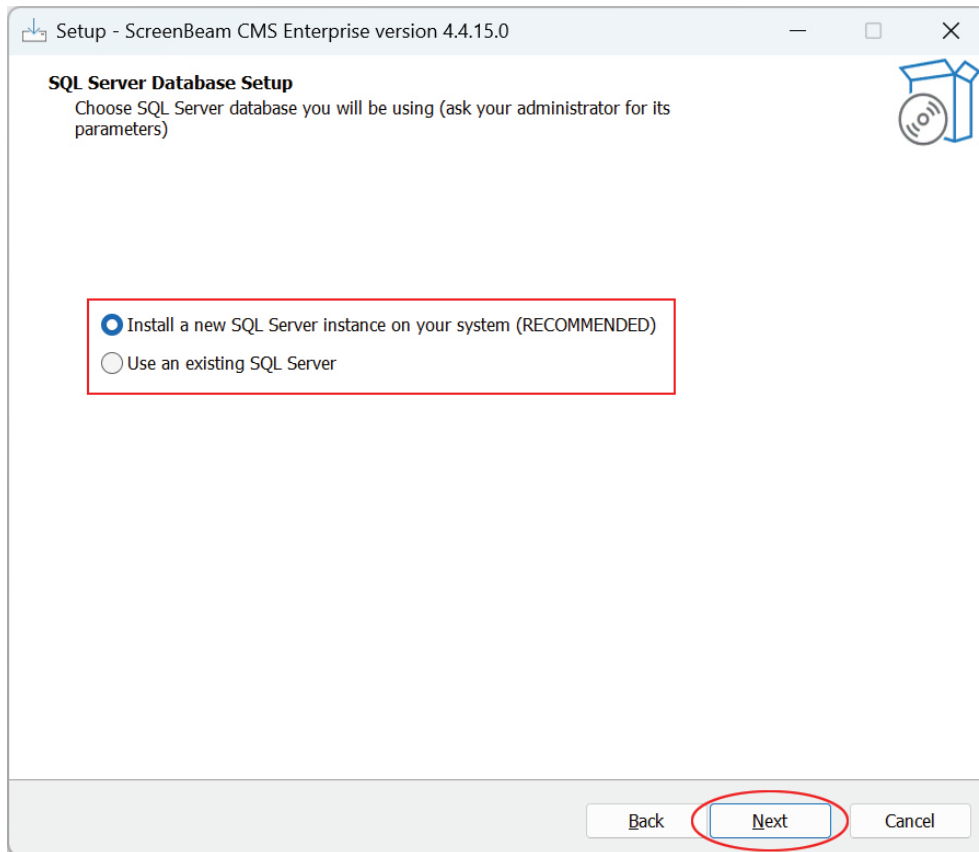 Setup - ScreenBeam CMS Enterprise version 4.4.15.0
SQL Server Database Setup
Choose SQL Server database you will be using (ask your administrator for its
parameters)
Install a new SQL Server instance on your system (RECOMMENDED)
Use an existing SQL Server
Back Next Cancel